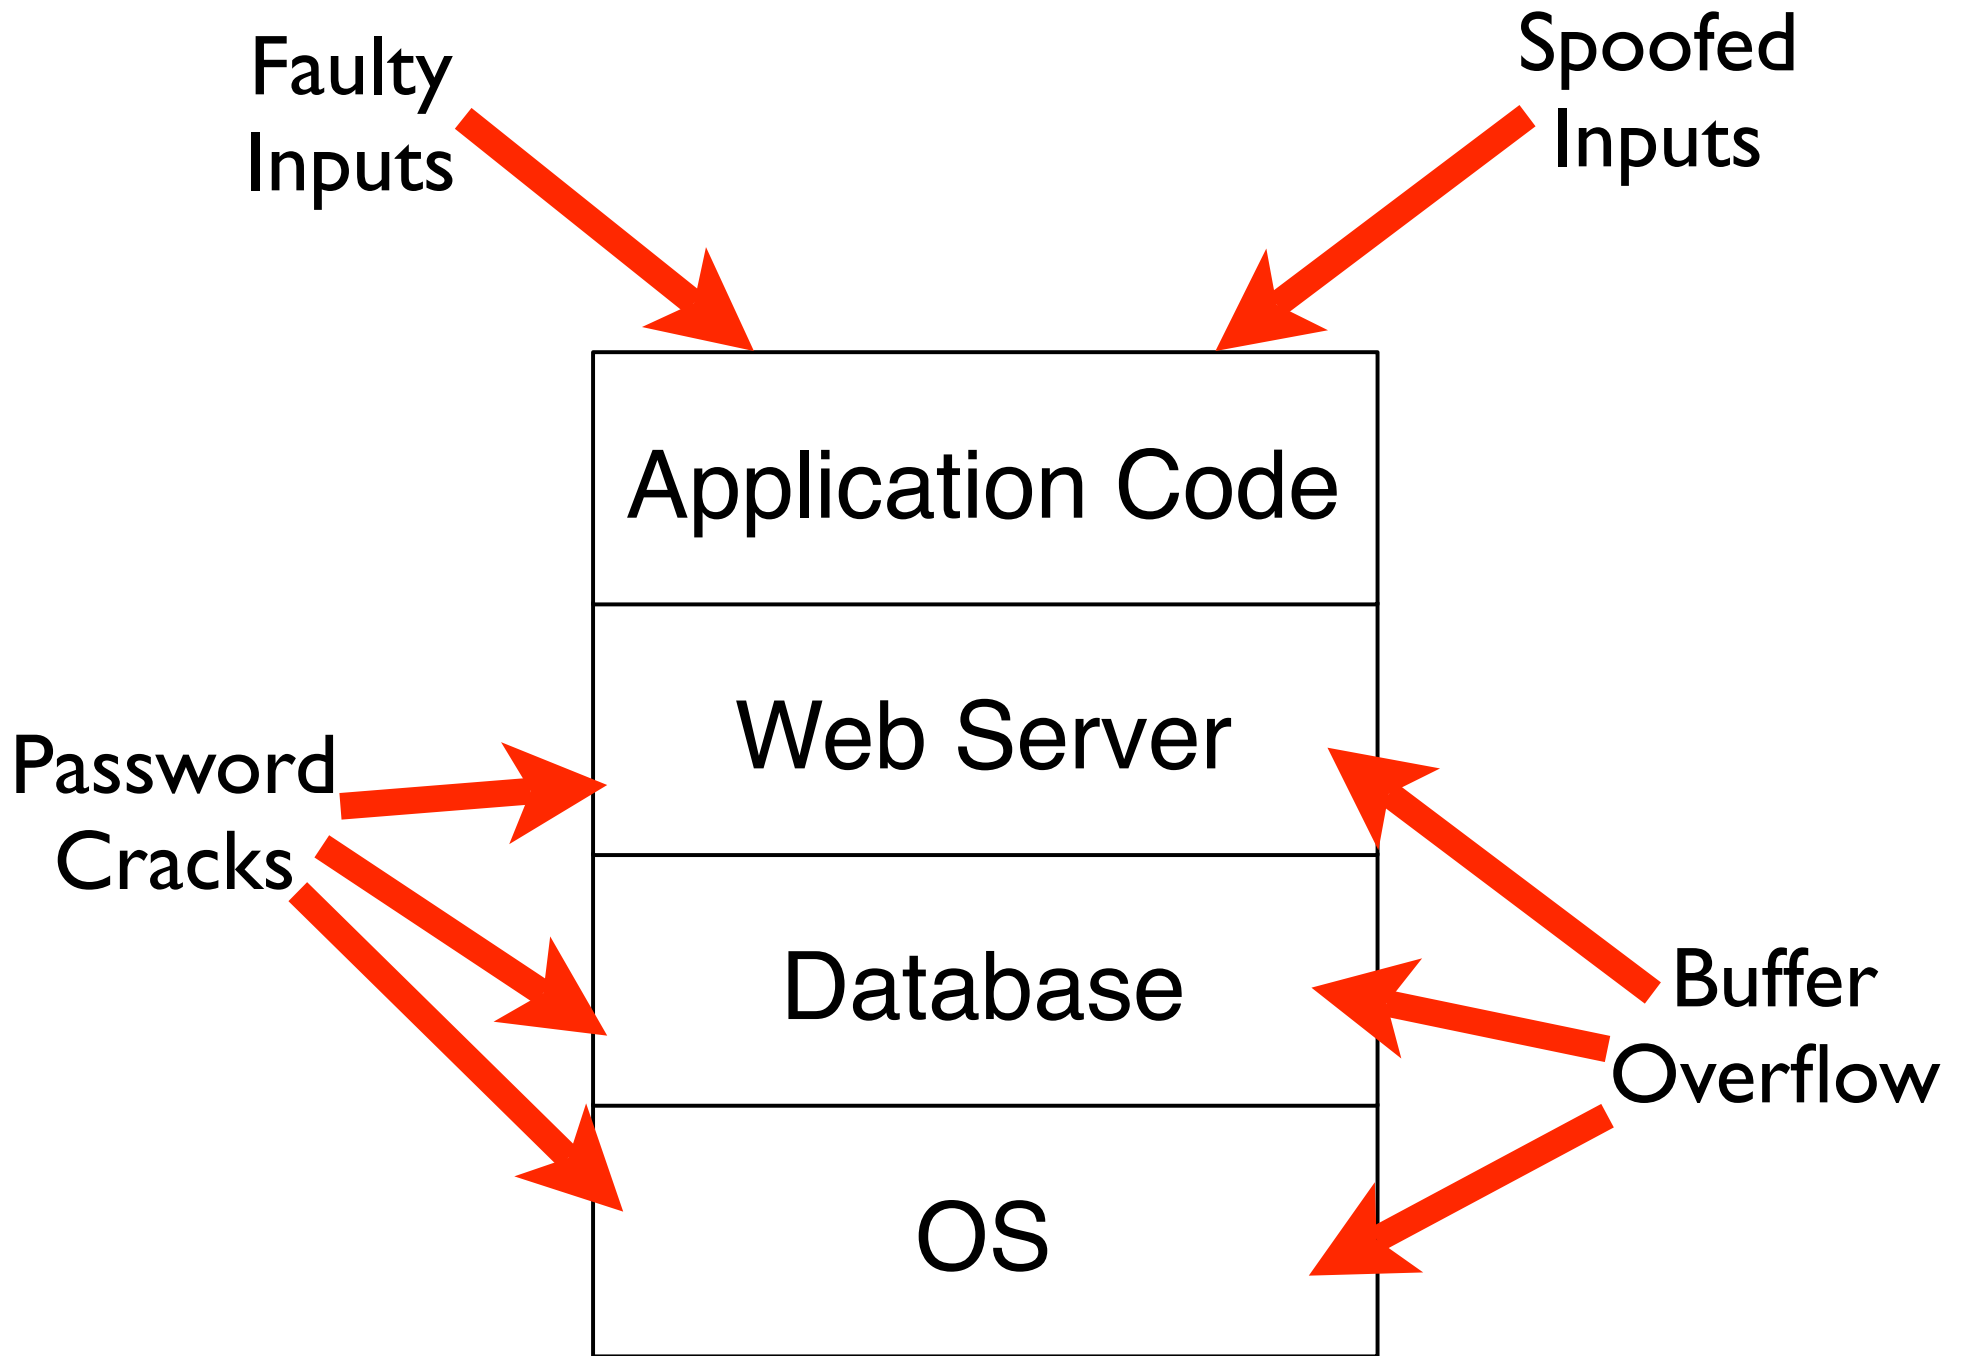 Faulty
Inputs
Spoofed
Inputs
Application Code
Web Server
Password
Cracks
Database
Buffer
Overflow
OS